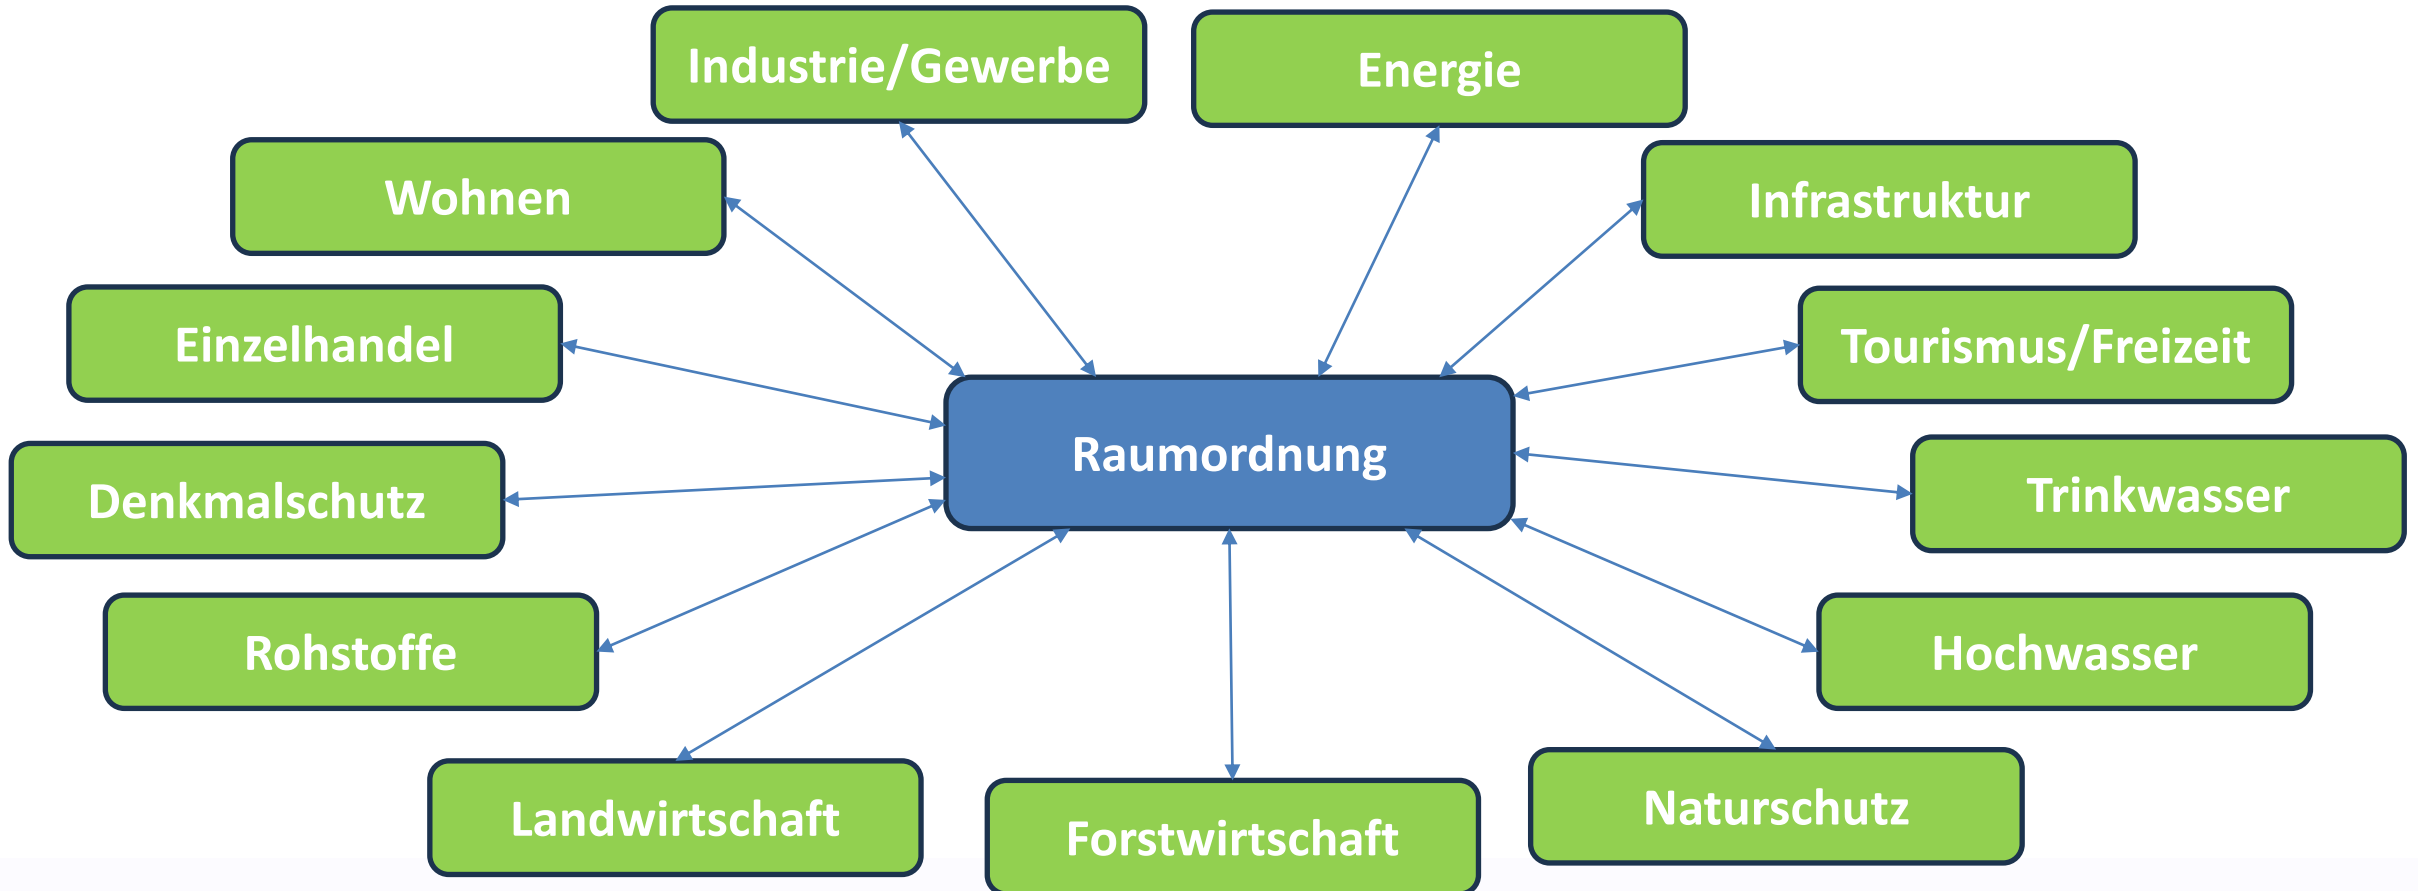 Industrie/Gewerbe
Energie
Wohnen
Infrastruktur
Einzelhandel
Tourismus/Freizeit
Raumordnung
Denkmalschutz
Trinkwasser
Rohstoffe
Hochwasser
Landwirtschaft
Forstwirtschaft
Naturschutz